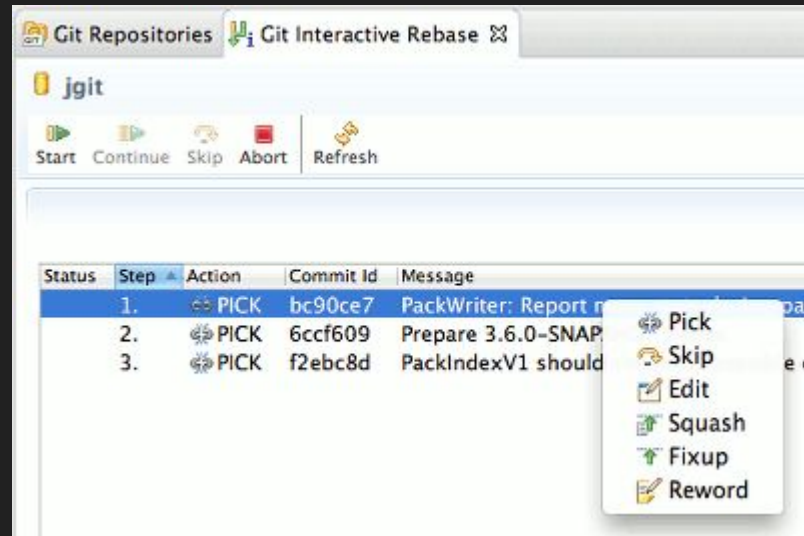 Git Repositories Git Interactive Rebase
jgit
Start Continue Skip Abort Refresh
Status Step Action Commit Id Message
1. PICK bc90ce7 PackWriter: Report
2. PICK 6ccf609 Prepare 3.6.0-SNAP
3. PICK f2ebc8d PackIndexV1 should
Pick
Skip
Edit
Squash
Fixup
Reword